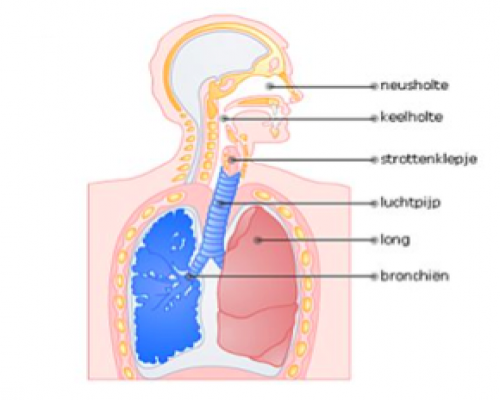 neusholte
keelholte
strottenklepje
luchtpijp
long
bronchiën